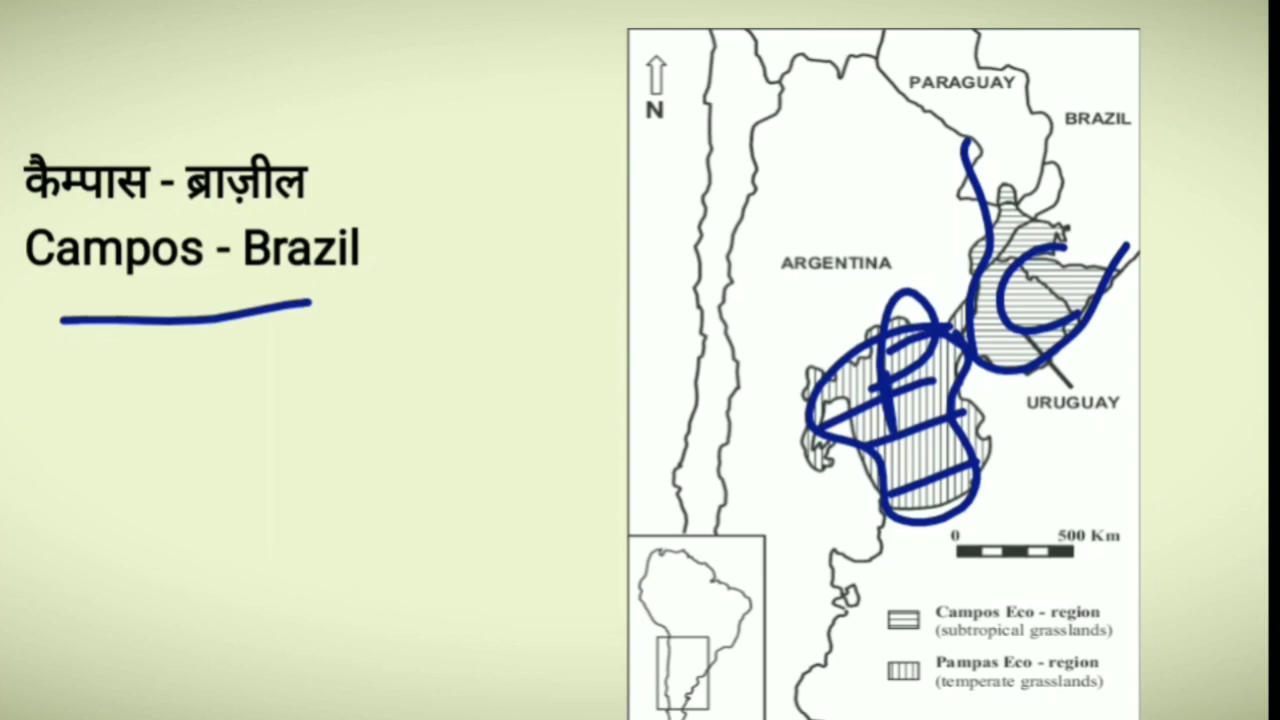 कैम्पास - ब्राज़ील
Campos - Brazil
N
PARAGUAY
BRAZIL
ARGENTINA
C
P
URUGUAY
0 500 Km
Campos Eco - region
(subtropical grasslands)
Pampas Eco - region
(temperate grasslands)